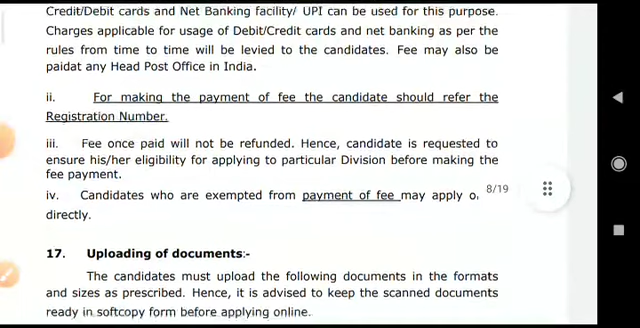 Credit/Debit cards and Net Banking facility/ UPI can be used for this purpose.
Charges applicable for usage of Debit/Credit cards and net banking as per the
rules from time to time will be levied to the candidates. Fee may also be
paidat any Head Post Office in India.
ii. For making the payment of fee the candidate should refer the
Registration Number.
iii. Fee once paid will not be refunded. Hence, candidate is requested to
ensure his/her eligibility for applying to particular Division before making the
fee payment.
iv. Candidates who are exempted from payment of fee may apply
8/19
directly.
17. Uploading of documents:-
The candidates must upload the following documents in the formats
and sizes as prescribed. Hence, it is advised to keep the scanned documents
ready in softcopy form before applying online.